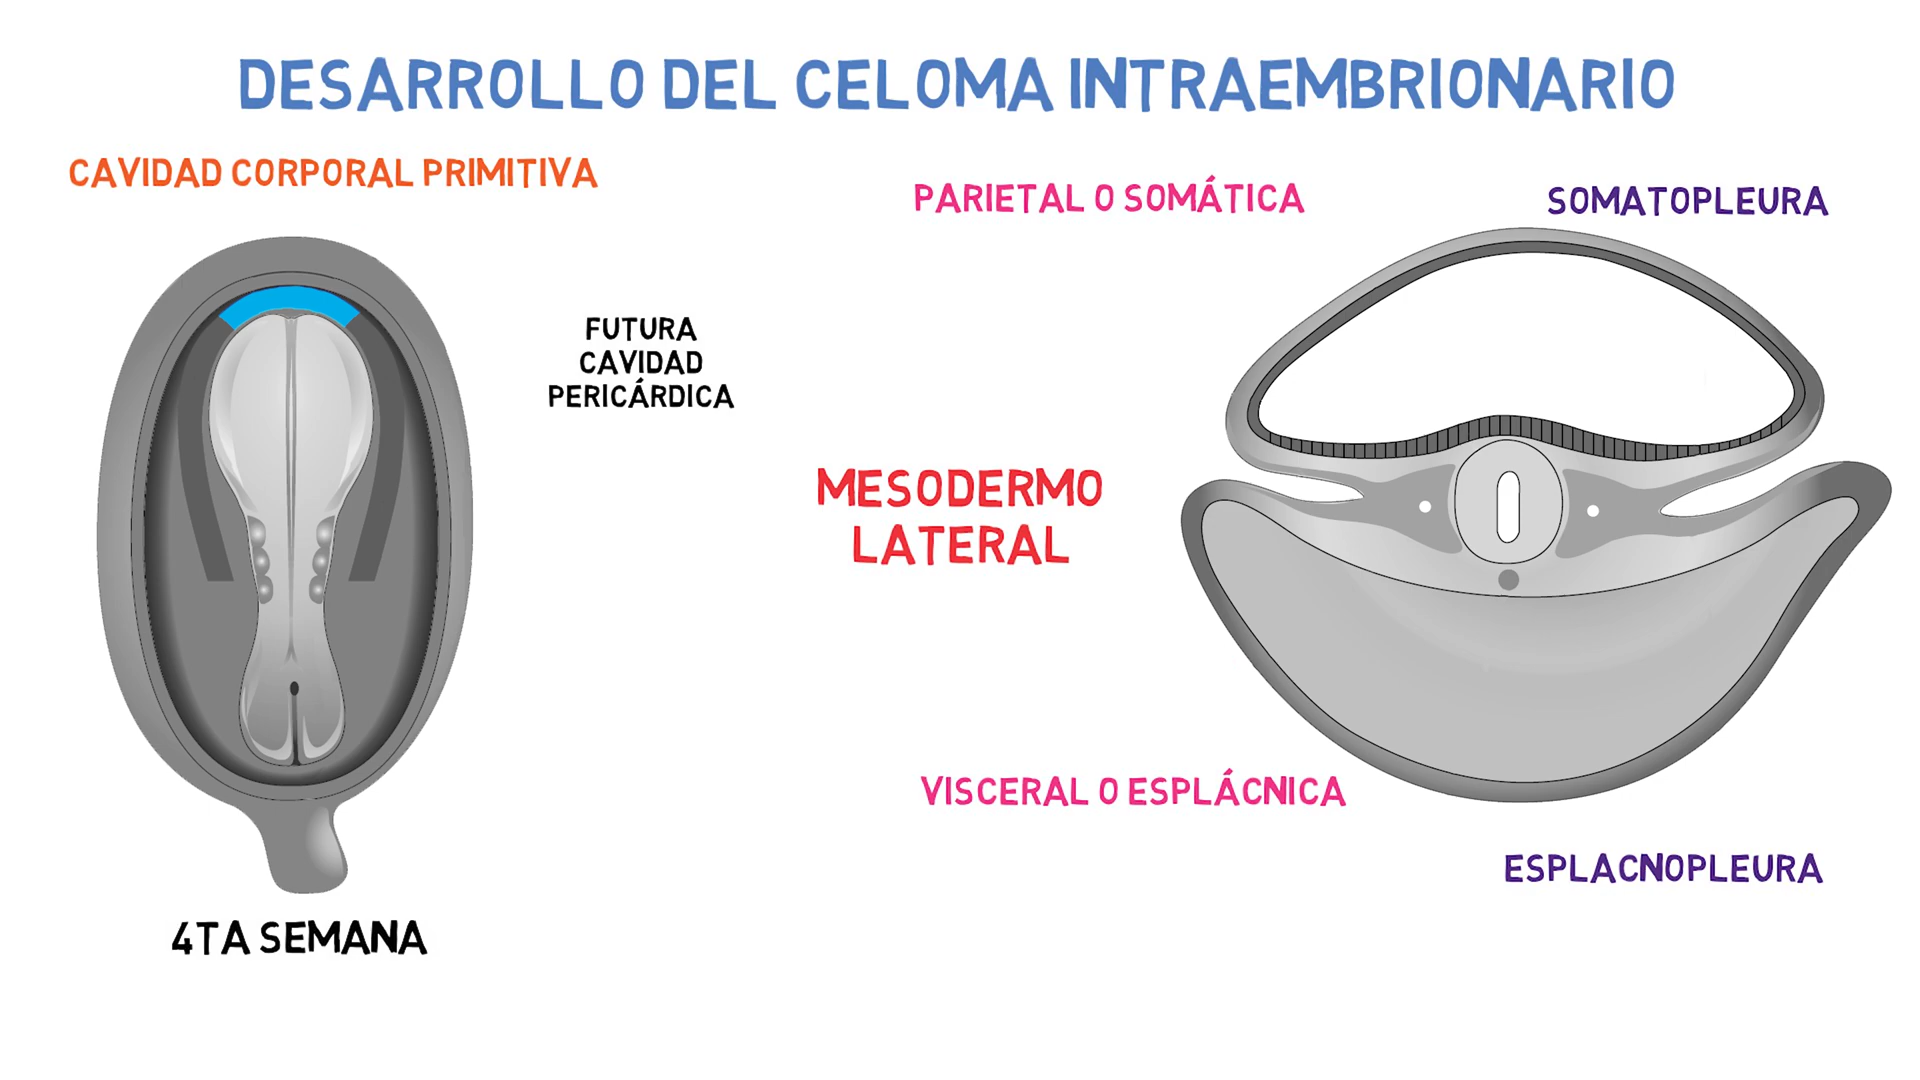 DESARROLLO DEL CELOMA INTRAEMBRIONARIO
CAVIDAD CORPORAL PRIMITIVA
PARIETAL O SOMÁTICA
SOMATOPLEURA
FUTURA
CAVIDAD
PERICÁRDICA
MESODERMO
LATERAL
VISCERAL O ESPLÁCNICA
ESPLACNOPLEURA
4TA SEMANA